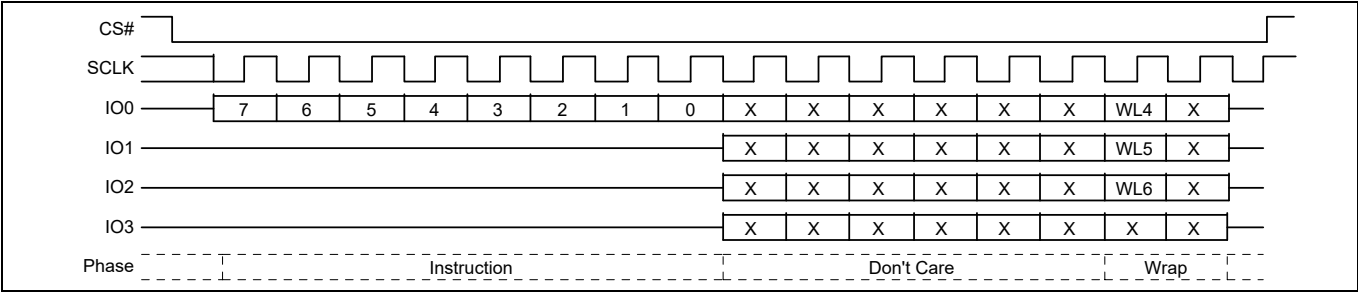 CS#
SCLK
IO0 7 6 5 4 3 2 1 0 X X X X X X WL4 X
IO1 X X X X X X WL5 X
IO2 X X X X X X WL6 X
IO3 X X X X X X X X
Phase Instruction Don't Care Wrap